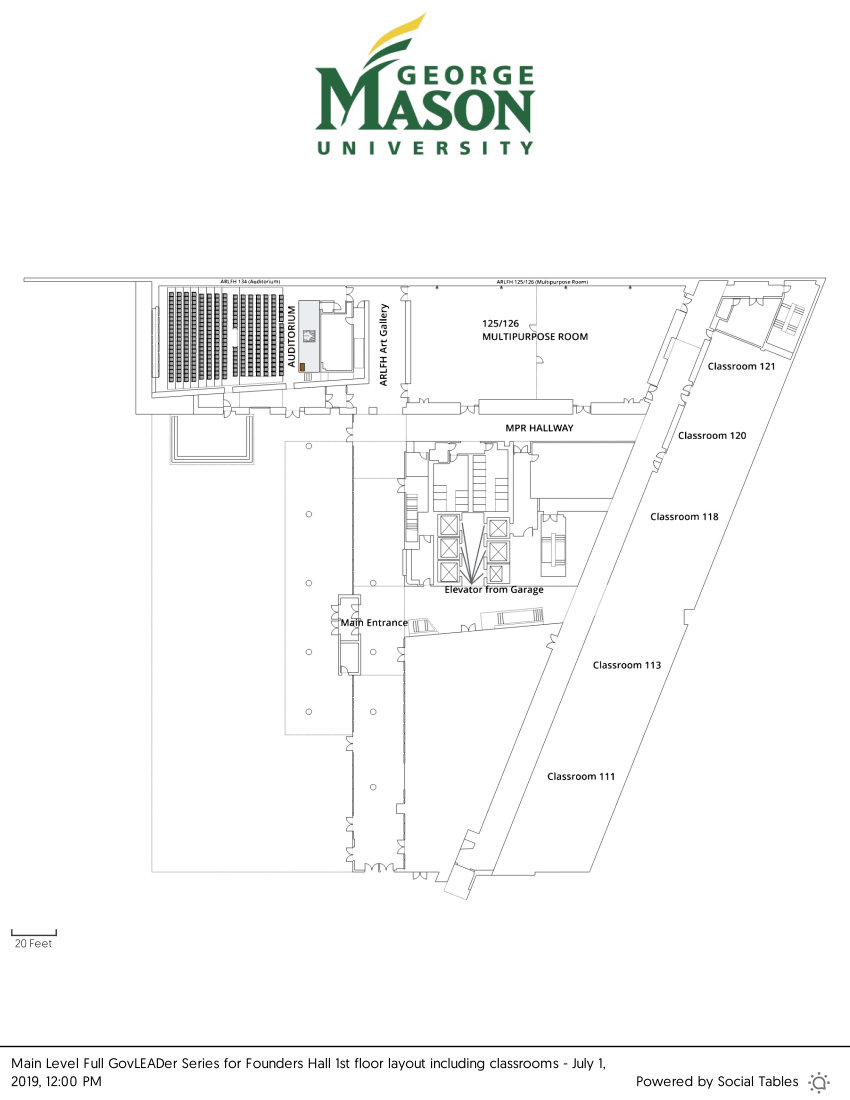 GEORGE
MASON
UNIVERSITY
ARLFH 134 (Auditorium)
ARLFH 125/126 (Multipurpose Room)
AUDITORIUM
ARLFH Art Gallery
125/126
MULTIPURPOSE ROOM
Classroom 121
MPR HALLWAY
Classroom 120
Classroom 118
Elevator from Garage
Main Entrance
Classroom 113
Classroom 111
20 Feet
Main Level Full GovLEADer Series for Founders Hall 1st floor layout including classrooms - July 1,
2019, 12:00 PM
Powered by Social Tables